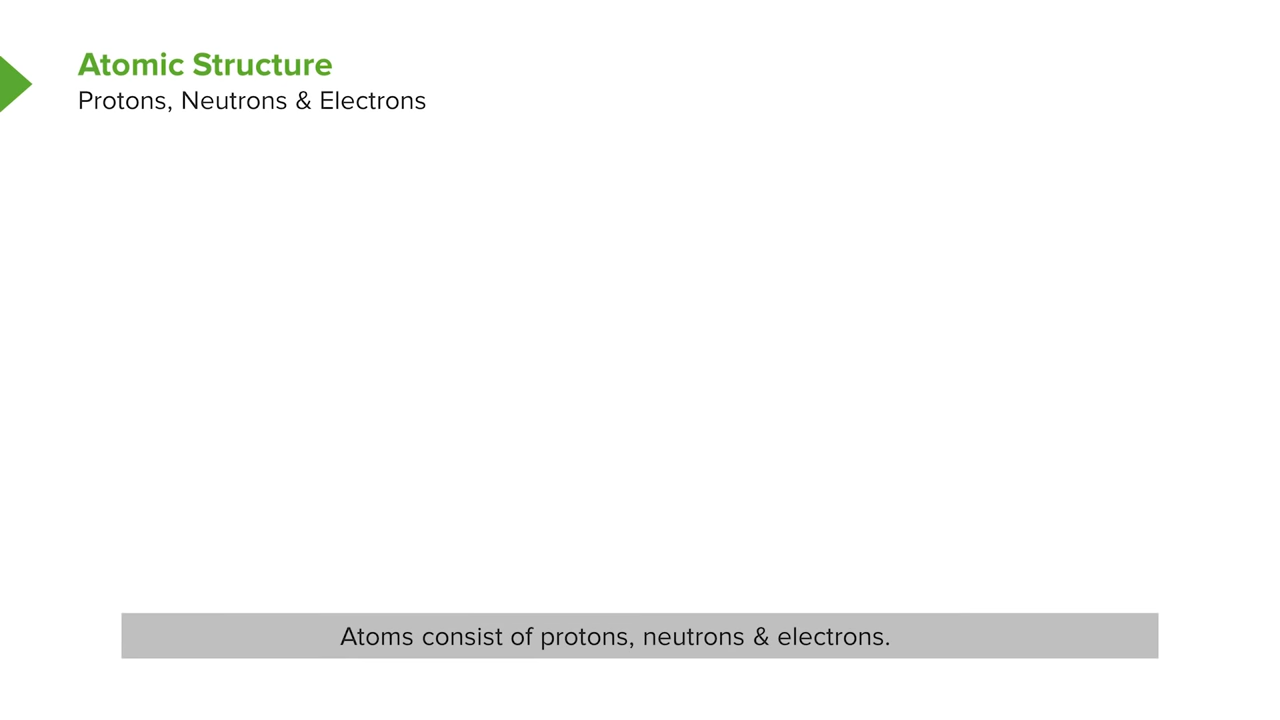 Atomic Structure
Protons, Neutrons & Electrons
Atoms consist of protons, neutrons & electrons.